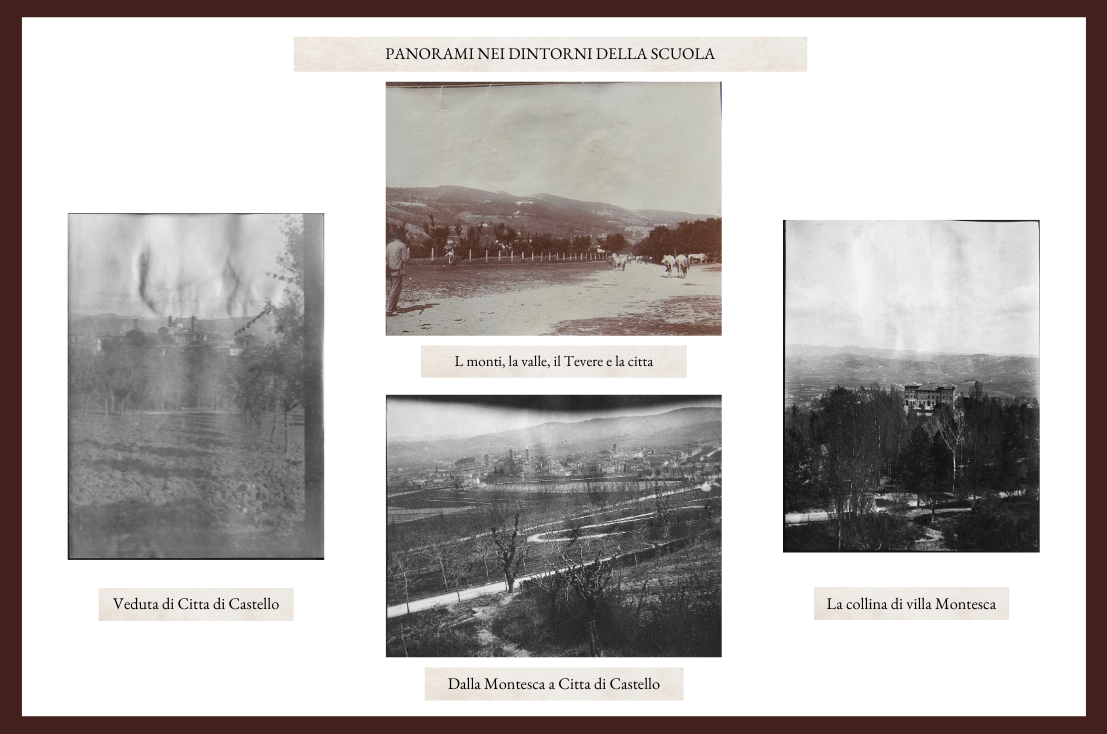 PANORAMI NEI DINTORNI DELLA SCUOLA
L monti, la valle, il Tevere e la citta
Veduta di Citta di Castello
La collina di villa Montesca
Dalla Montesca a Citta di Castello